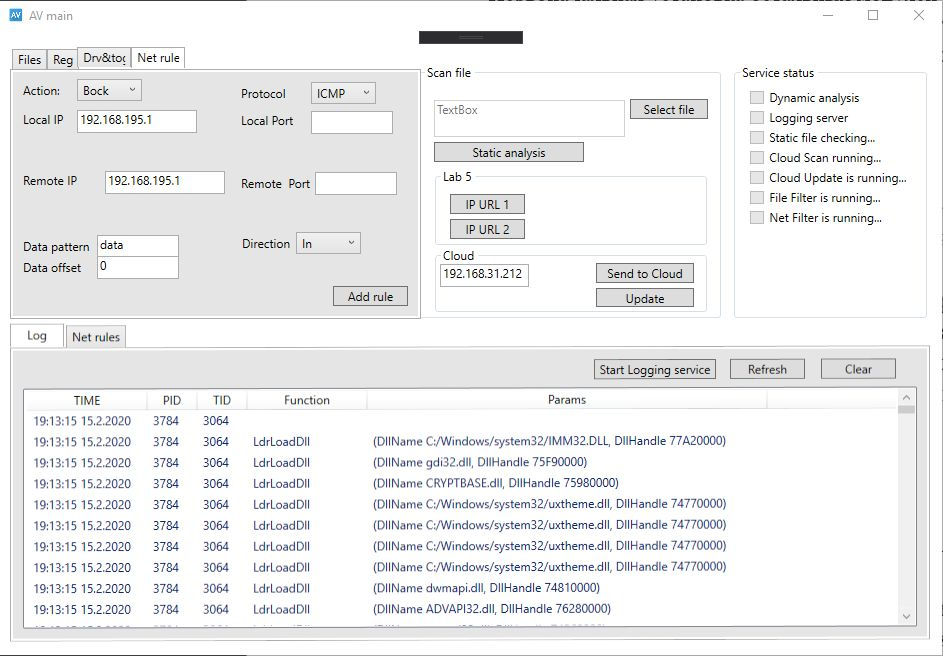 AV AV main
Files Reg Drv&tog Net rule
Action: Bock
Protocol ICMP
Local IP 192.168.195.1
Local Port
Remote IP 192.168.195.1
Remote Port
Data pattern data
Data offset 0
Direction In
Add rule
Scan file
TextBox
Select file
Static analysis
Lab 5
IP URL 1
IP URL 2
Cloud
192.168.31.212
Send to Cloud
Update
Service status
Dynamic analysis
Logging server
Static file checking...
Cloud Scan running...
Cloud Update is running...
File Filter is running...
Net Filter is running...
Log Net rules
Start Logging service Refresh Clear
TIME PID TID Function Params
19:13:15 15.2.2020 3784 3064
19:13:15 15.2.2020 3784 3064 LdrLoadDll (DllName C:/Windows/system32/IMM32.DLL, DllHandle 77A20000)
19:13:15 15.2.2020 3784 3064 LdrLoadDll (DllName gdi32.dll, DllHandle 75F90000)
19:13:15 15.2.2020 3784 3064 LdrLoadDll (DllName CRYPTBASE.dll, DllHandle 75980000)
19:13:15 15.2.2020 3784 3064 LdrLoadDll (DllName C:/Windows/system32/uxtheme.dll, DllHandle 74770000)
19:13:15 15.2.2020 3784 3064 LdrLoadDll (DllName C:/Windows/system32/uxtheme.dll, DllHandle 74770000)
19:13:15 15.2.2020 3784 3064 LdrLoadDll (DllName C:/Windows/system32/uxtheme.dll, DllHandle 74770000)
19:13:15 15.2.2020 3784 3064 LdrLoadDll (DllName C:/Windows/system32/uxtheme.dll, DllHandle 74770000)
19:13:15 15.2.2020 3784 3064 LdrLoadDll (DllName dwmapi.dll, DllHandle 74810000)
19:13:15 15.2.2020 3784 3064 LdrLoadDll (DllName ADVAPI32.dll, DllHandle 76280000)